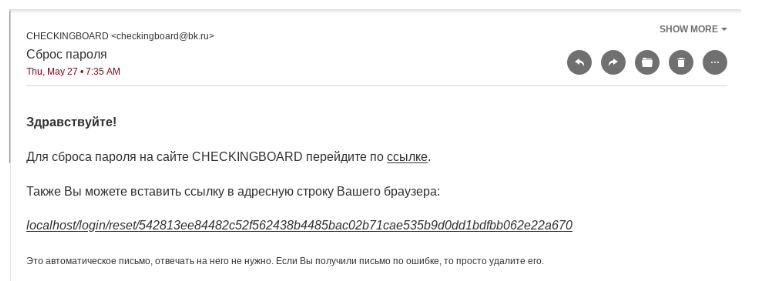 SHOW MORE
CHECKINGBOARD <checkingboard@bk.ru>
Сброс пароля
Thu, May 27 • 7:35 AM
Здравствуйте!
Для сброса пароля на сайте CHECKINGBOARD перейдите по ссылке.
Также Вы можете вставить ссылку в адресную строку Вашего браузера:
localhost/login/reset/542813ee84482c52f562438b4485bac02b71cae535b9d0dd1bdfbb062e22a670
Это автоматическое письмо, отвечать на него не нужно. Если Вы получили письмо по ошибке, то просто удалите его.